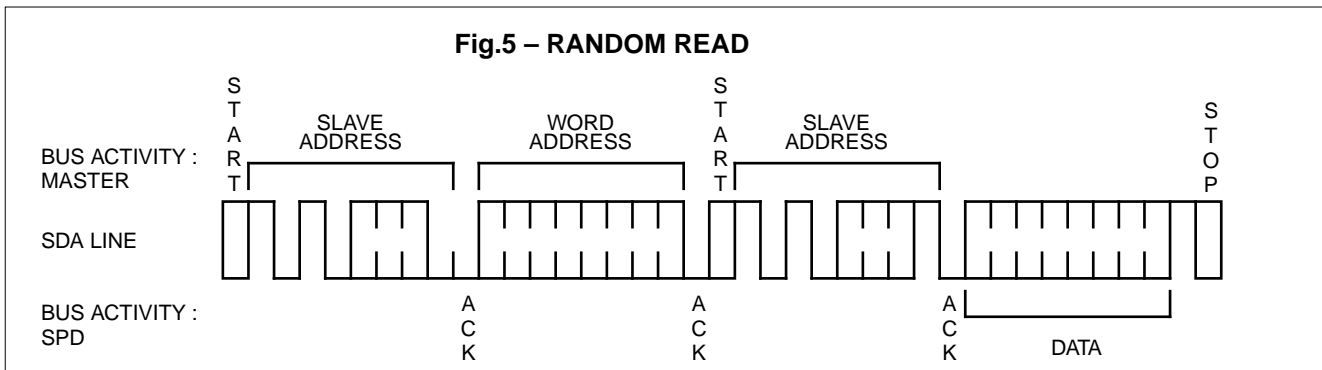 Fig.5 – RANDOM READ
START
SLAVE
ADDRESS
WORD
ADDRESS
START
SLAVE
ADDRESS
STOP
BUS ACTIVITY :
MASTER
SDA LINE
BUS ACTIVITY :
SPD
ACK
ACK
ACK
DATA